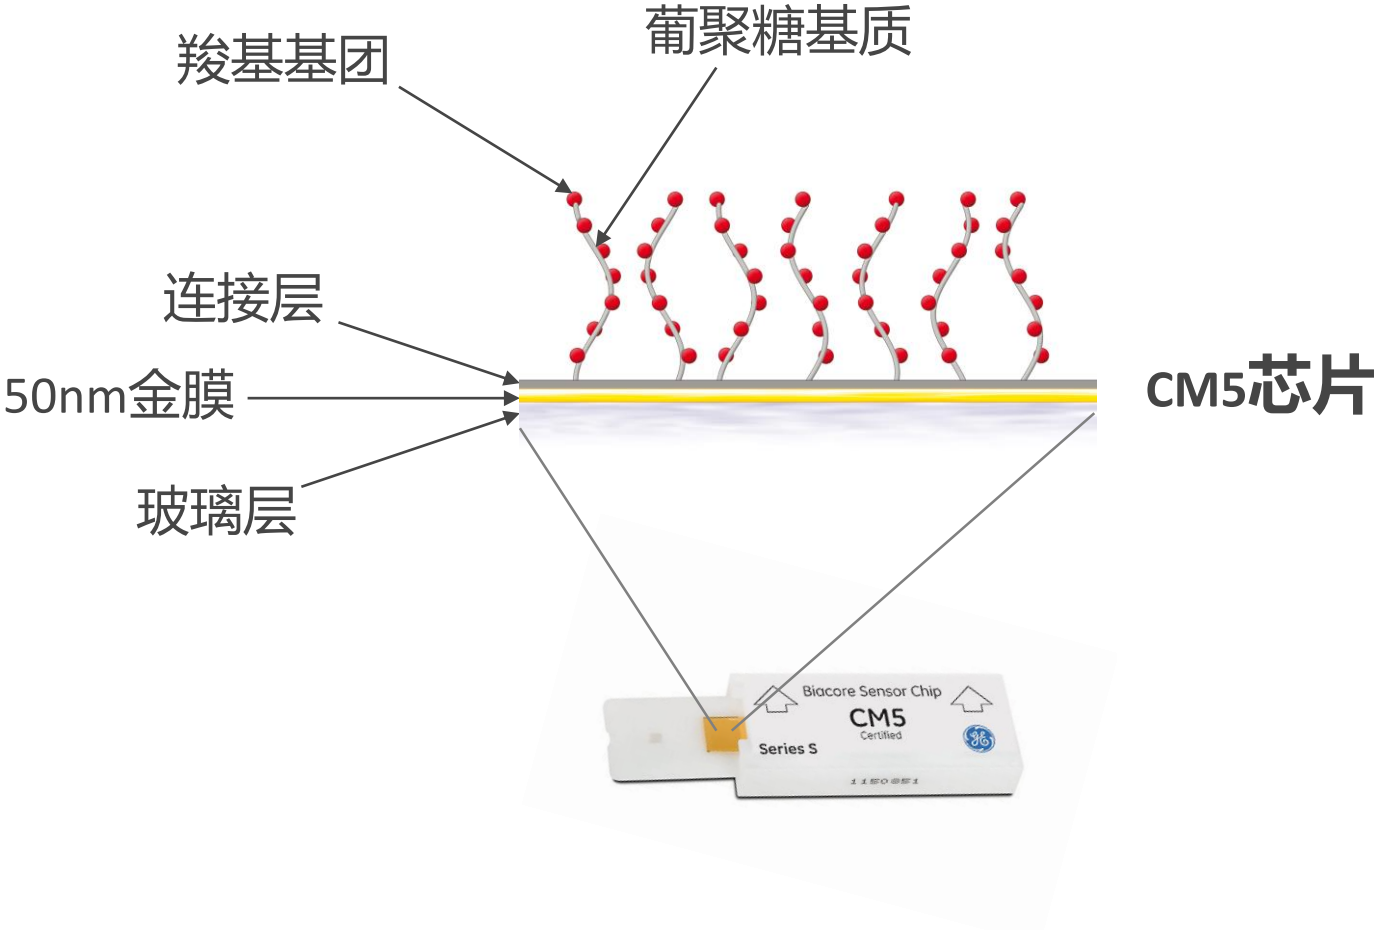 葡聚糖基质
羧基基团
连接层
50nm金膜
CM5芯片
玻璃层
Biacore Sensor Chip
CM5
Certified
Series S
1150851